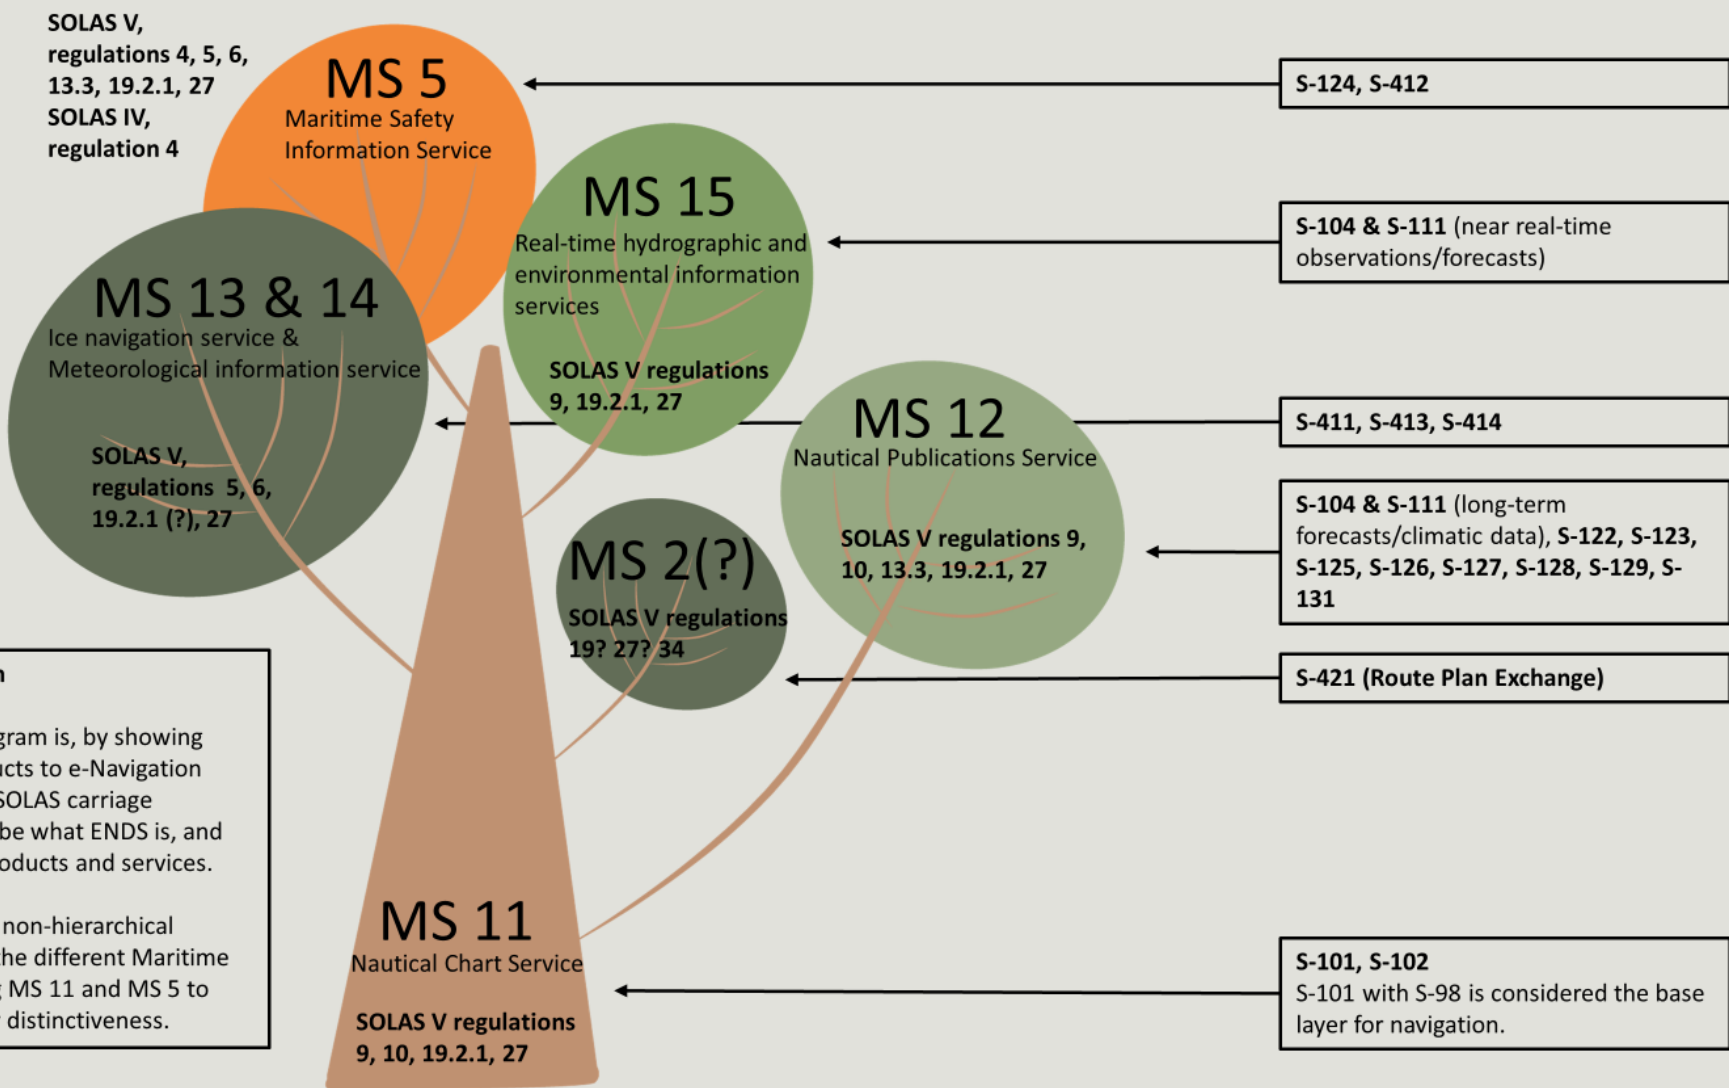 SOLAS V,
regulations 4, 5, 6,
13.3, 19.2.1, 27
SOLAS IV,
regulation 4
MS 5
Maritime Safety
Information Service
S-124, S-412
MS 15
Real-time hydrographic and
environmental information
services
SOLAS V regulations
9, 19.2.1, 27
S-104 & S-111 (near real-time
observations/forecasts)
MS 13 & 14
Ice navigation service &
Meteorological information service
SOLAS V,
regulations 5, 6,
19.2.1 (?), 27
S-411, S-413, S-414
MS 12
Nautical Publications Service
SOLAS V regulations 9,
10, 13.3, 19.2.1, 27
S-104 & S-111 (long-term
forecasts/climatic data), S-122, S-123,
S-125, S-126, S-127, S-128, S-129, S-
131
MS 2(?)
SOLAS V regulations
19? 27? 34
S-421 (Route Plan Exchange)
is, by showing
to e-Navigation
SOLAS carriage
be what ENDS is, and
and services.
non-hierarchical
the different Maritime
MS 11 and MS 5 to
distinctiveness.
MS 11
Nautical Chart Service
SOLAS V regulations
9, 10, 19.2.1, 27
S-101, S-102
S-101 with S-98 is considered the base
layer for navigation.